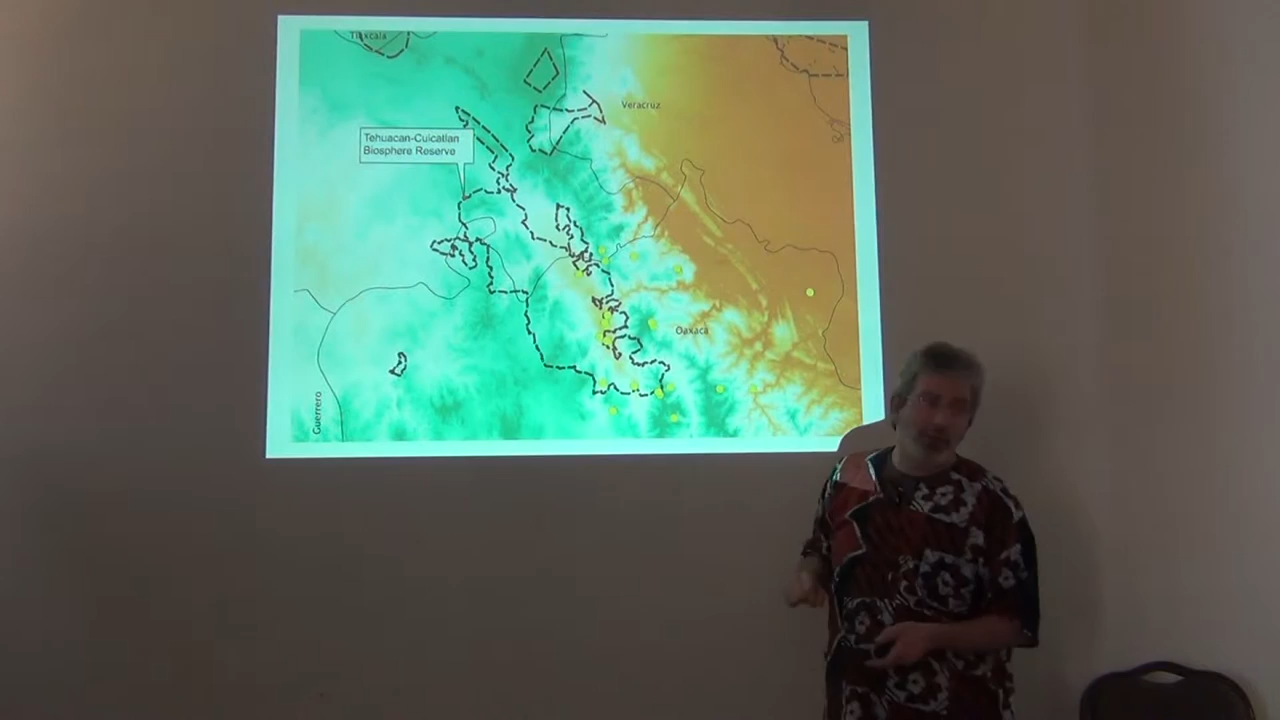 Tlaxcala
Veracruz
Tehuacan-Cuicatlan
Biosphere Reserve
Oaxaca
Guerrero